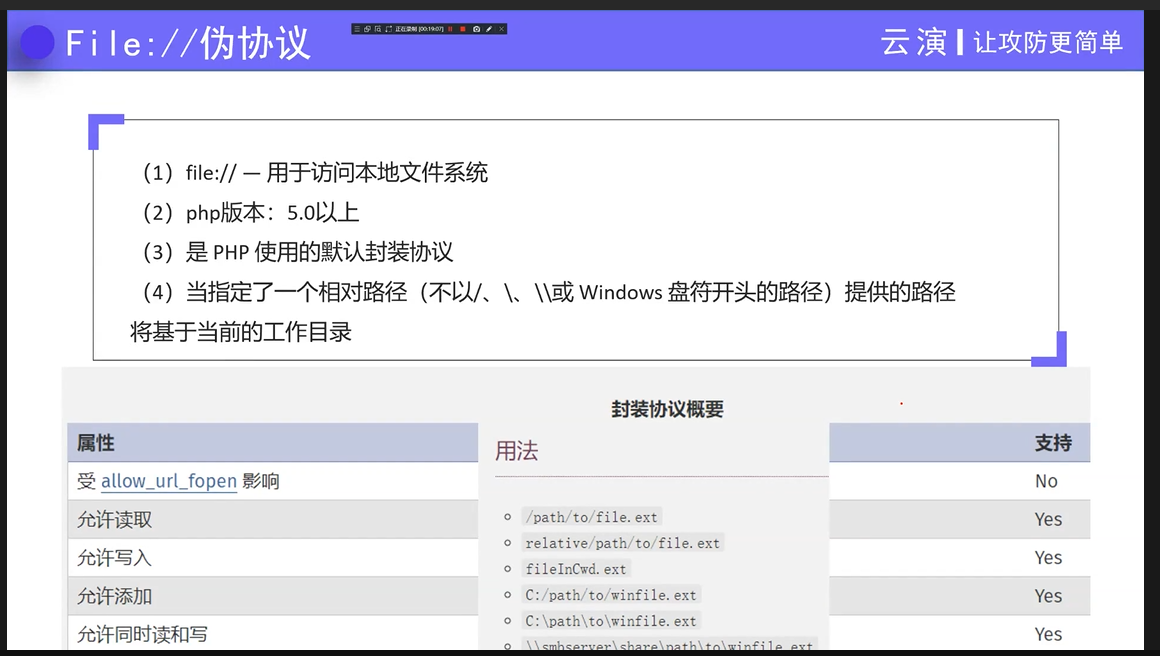 正在录制 [00:19:07]
File://伪协议
云演 让攻防更简单
（1）file:// — 用于访问本地文件系统
（2）php版本：5.0以上
（3）是 PHP 使用的默认封装协议
（4）当指定了一个相对路径（不以/、\、\\或 Windows 盘符开头的路径）提供的路径
将基于当前的工作目录
封装协议概要
属性 支持
受 allow_url_fopen 影响 No
允许读取 Yes
允许写入 Yes
允许添加 Yes
允许同时读和写 Yes
用法
/path/to/file.ext
relative/path/to/file.ext
fileInCwd.ext
C:/path/to/winfile.ext
C:\path\to\winfile.ext
\\smbserver\share\path\to\winfile.ext